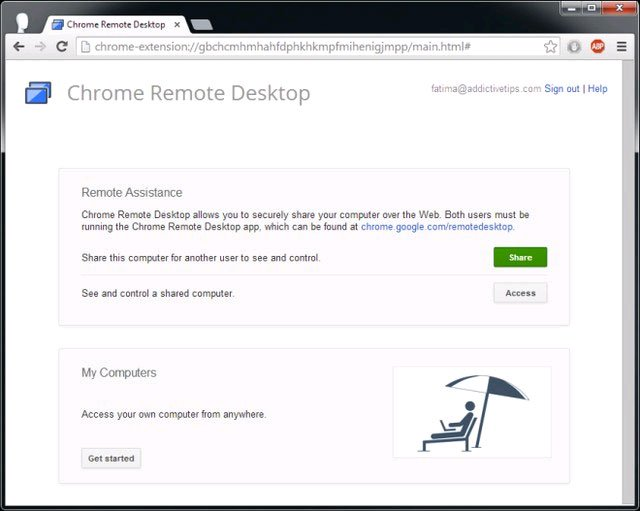 Chrome Remote Desktop
chrome-extension://gbchcmhmhahfdphkhkmpfmihenigjmpp/main.html#
ABP
Chrome Remote Desktop
fatima@addictivetips.com Sign out | Help
Remote Assistance
Chrome Remote Desktop allows you to securely share your computer over the Web. Both users must be
running the Chrome Remote Desktop app, which can be found at chrome.google.com/remotedesktop.
Share this computer for another user to see and control.
Share
See and control a shared computer.
Access
My Computers
Access your own computer from anywhere.
Get started